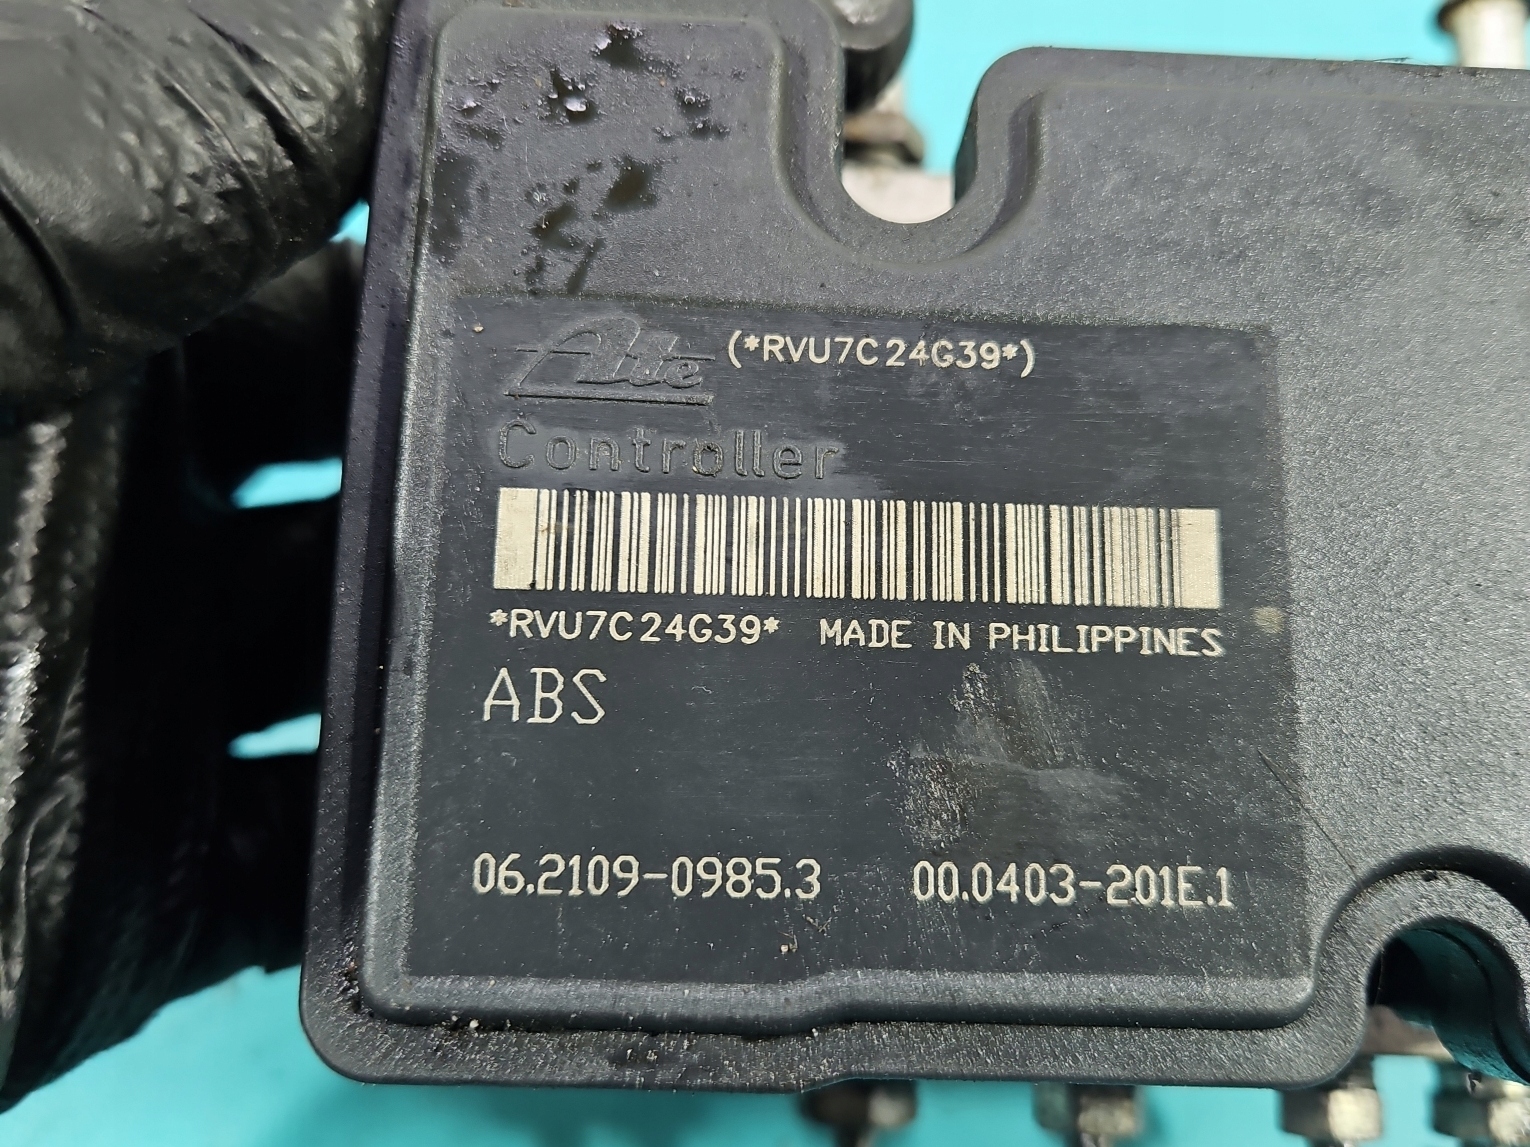 Ate (*RVU7C24G39*)
Controller
*RVU7C24G39* MADE IN PHILIPPINES
ABS
06.2109-0985.3 00.0403-201E.1